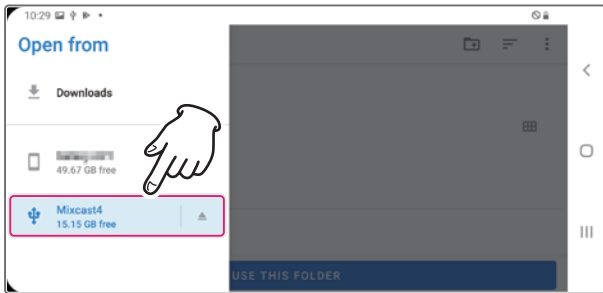 10:29
Open from
Downloads
49.67 GB free
Mixcast4
15.15 GB free
USE THIS FOLDER